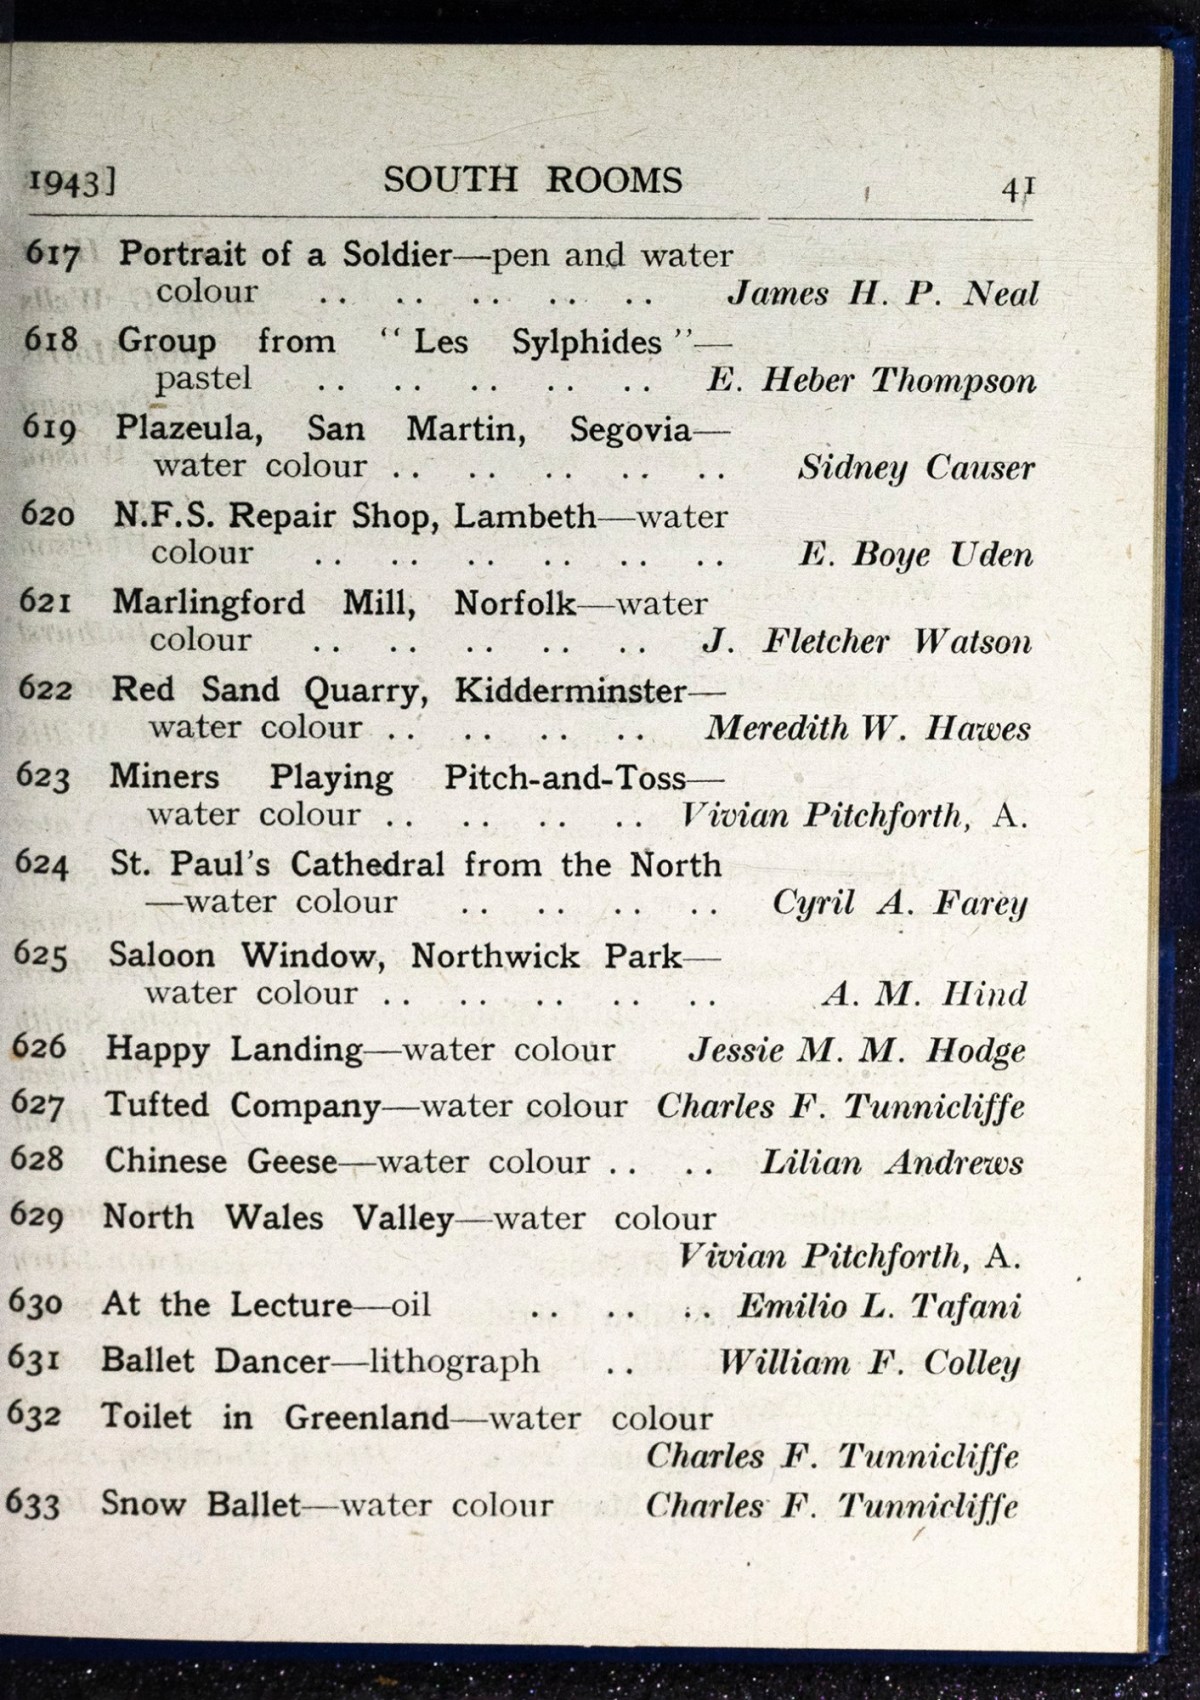 1943] SOUTH ROOMS 41
617 Portrait of a Soldier—pen and water
colour .. .. .. .. .. James H. P. Neal
618 Group from "Les Sylphides"—
pastel .. .. .. .. .. E. Heber Thompson
619 Plazeula, San Martin, Segovia—
water colour .. .. .. .. .. Sidney Causer
620 N.F.S. Repair Shop, Lambeth—water
colour .. .. .. .. .. .. E. Boye Uden
621 Marlingford Mill, Norfolk—water
colour .. .. .. .. .. J. Fletcher Watson
622 Red Sand Quarry, Kidderminster—
water colour .. .. .. .. Meredith W. Hawes
623 Miners Playing Pitch-and-Toss—
water colour .. .. .. .. Vivian Pitchforth, A.
624 St. Paul's Cathedral from the North
—water colour .. .. .. .. Cyril A. Farey
625 Saloon Window, Northwick Park—
water colour .. .. .. .. .. A. M. Hind
626 Happy Landing—water colour Jessie M. M. Hodge
627 Tufted Company—water colour Charles F. Tunnicliffe
628 Chinese Geese—water colour .. .. Lilian Andrews
629 North Wales Valley—water colour
Vivian Pitchforth, A.
630 At the Lecture—oil .. .. .. Emilio L. Tafani
631 Ballet Dancer—lithograph .. William F. Colley
632 Toilet in Greenland—water colour
Charles F. Tunnicliffe
633 Snow Ballet—water colour Charles F. Tunnicliffe